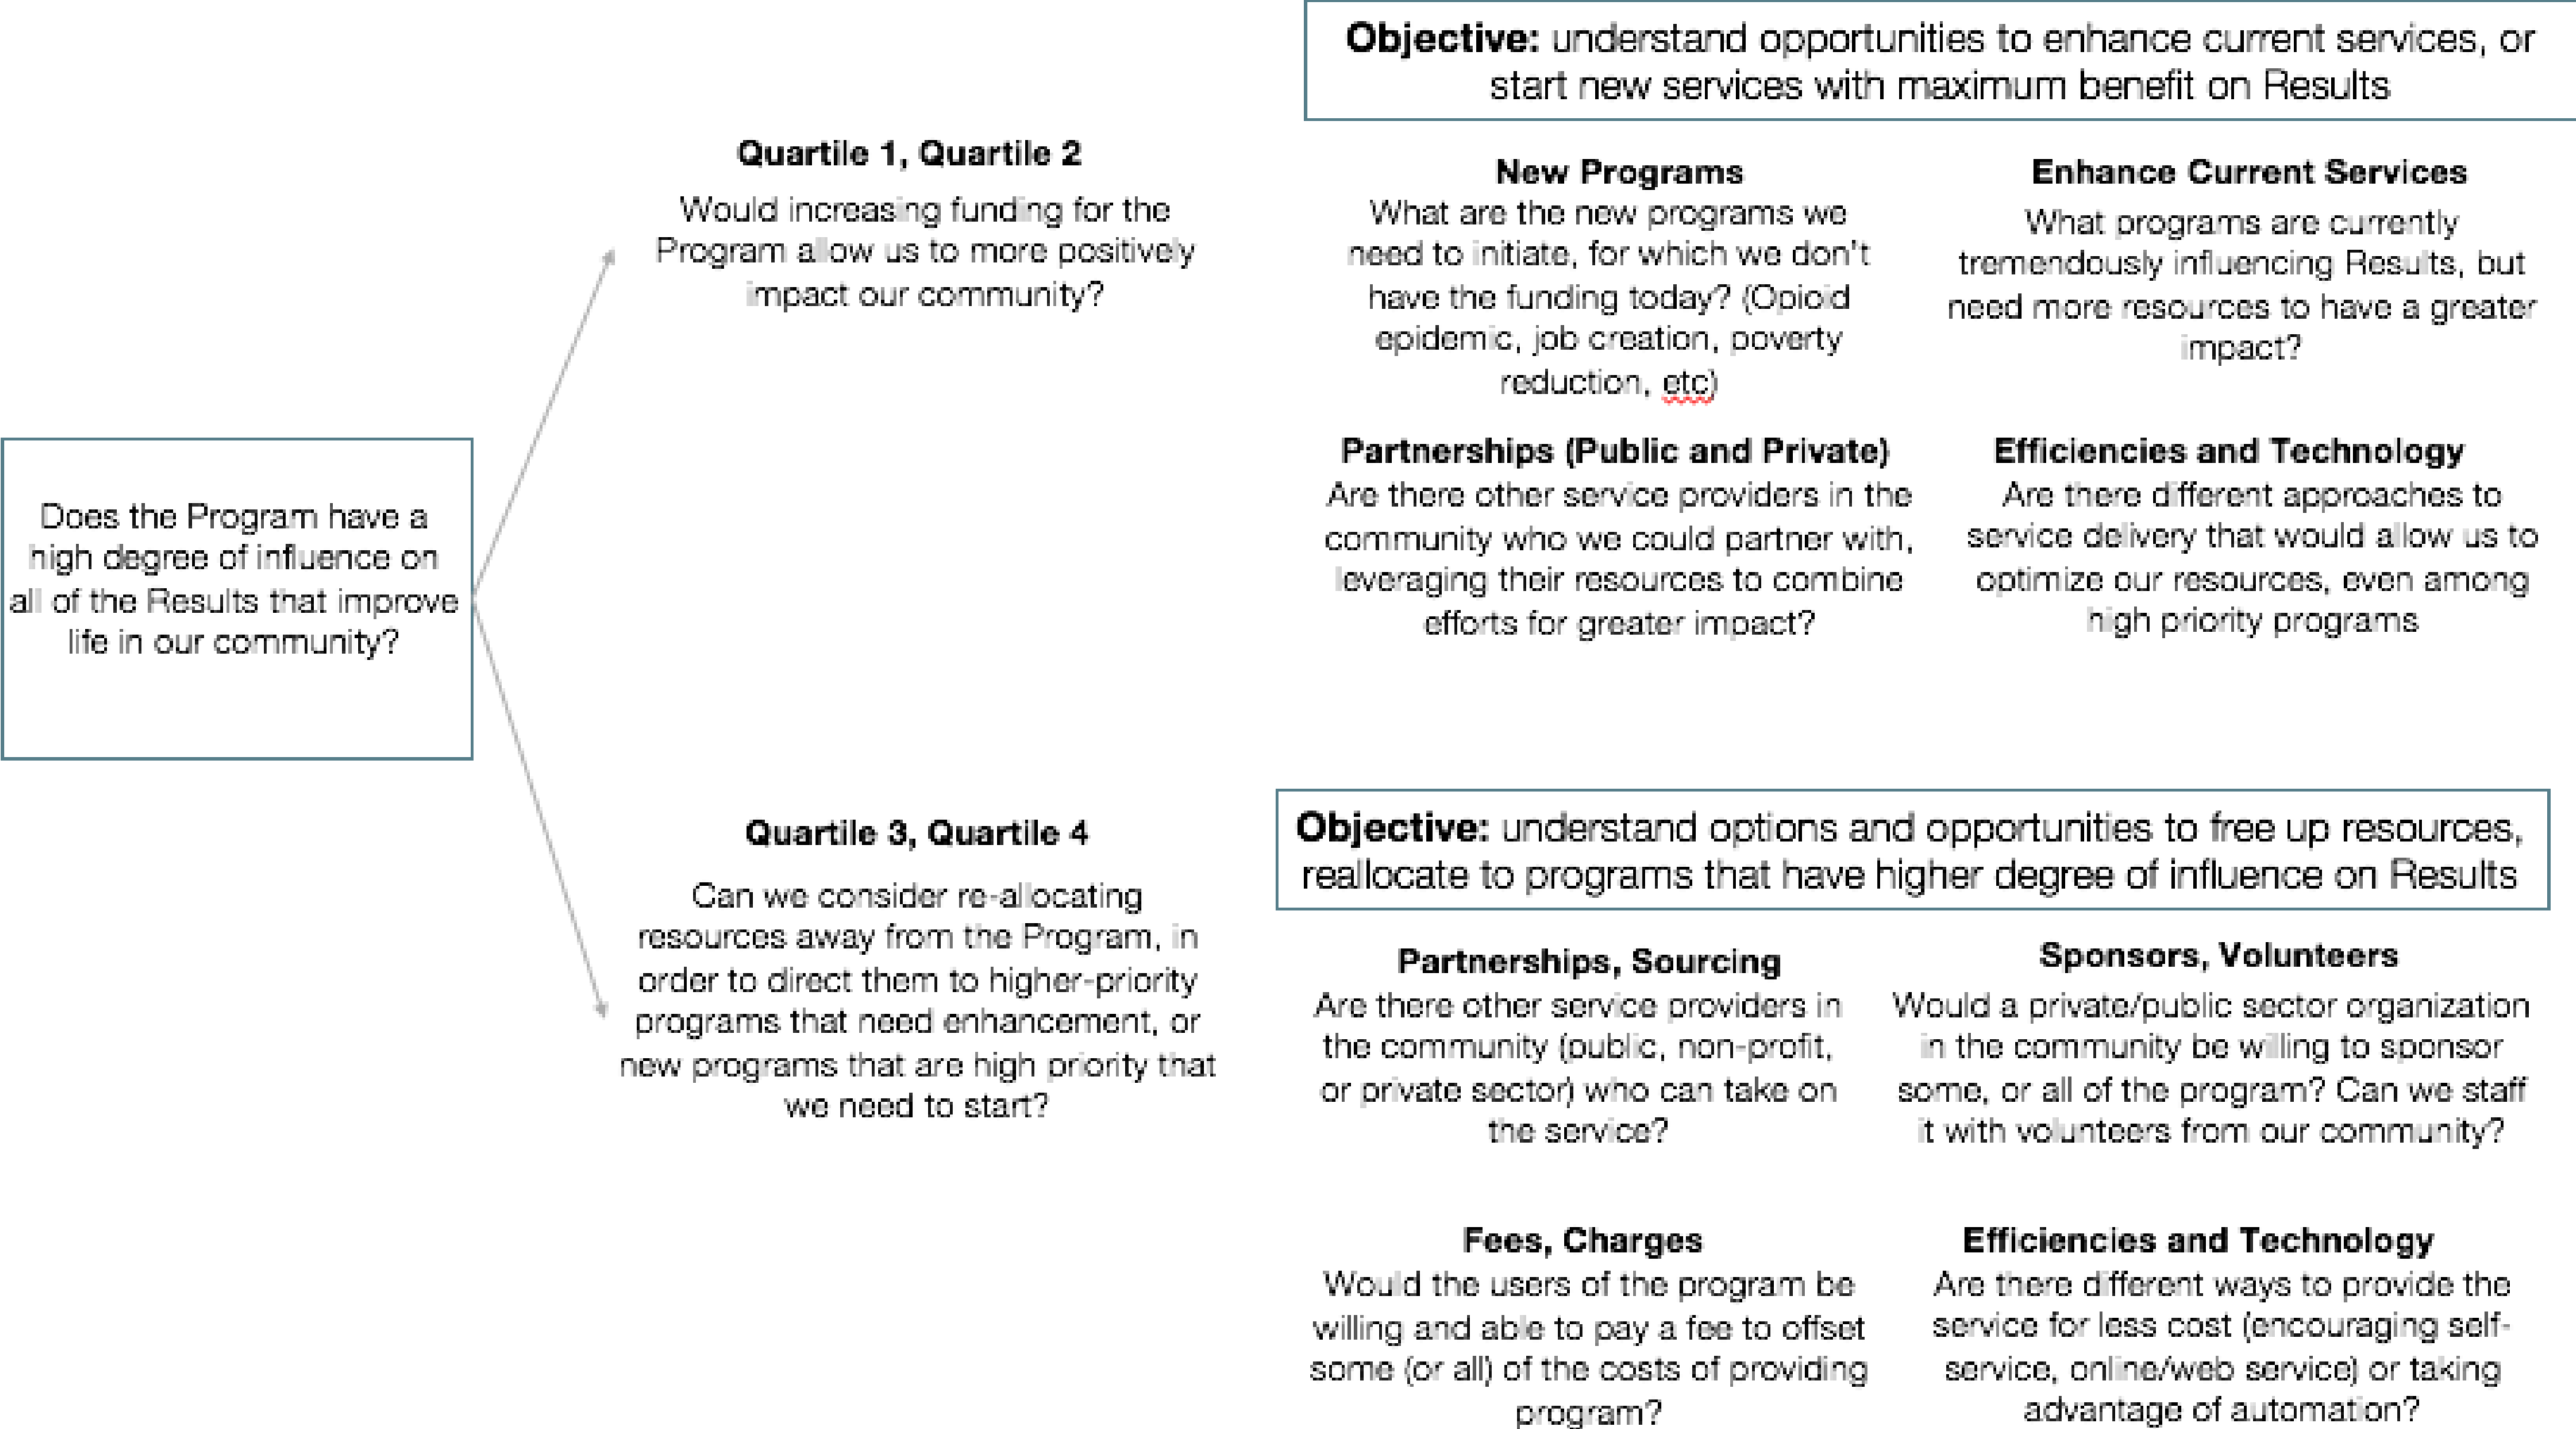 Does the Program have a
high degree of influence on
all of the Results that improve
life in our community?
Quartile 1, Quartile 2
Would increasing funding for the
Program allow us to more positively
impact our community?
Objective: understand opportunities to enhance current services, or
start new services with maximum benefit on Results
New Programs
What are the new programs we
need to initiate, for which we don't
have the funding today? (Opioid
epidemic, job creation, poverty
reduction, etc)
Enhance Current Services
What programs are currently
tremendously influencing Results, but
need more resources to have a greater
impact?
Partnerships (Public and Private)
Are there other service providers in the
community who we could partner with,
leveraging their resources to combine
efforts for greater impact?
Efficiencies and Technology
Are there different approaches to
service delivery that would allow us to
optimize our resources, even among
high priority programs
Quartile 3, Quartile 4
Can we consider re-allocating
resources away from the Program, in
order to direct them to higher-priority
programs that need enhancement, or
new programs that are high priority that
we need to start?
Objective: understand options and opportunities to free up resources,
reallocate to programs that have higher degree of influence on Results
Partnerships, Sourcing
Are there other service providers in
the community (public, non-profit,
or private sector) who can take on
the service?
Sponsors, Volunteers
Would a private/public sector organization
in the community be willing to sponsor
some, or all of the program? Can we staff
it with volunteers from our community?
Fees, Charges
Would the users of the program be
willing and able to pay a fee to offset
some (or all) of the costs of providing
program?
Efficiencies and Technology
Are there different ways to provide the
service for less cost (encouraging self-
service, online/web service) or taking
advantage of automation?